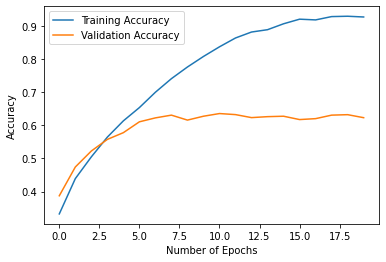 Training Accuracy
Validation Accuracy
0.9
0.8
0.7
0.6
0.5
0.4
Accuracy
0.0 2.5 5.0 7.5 10.0 12.5 15.0 17.5
Number of Epochs